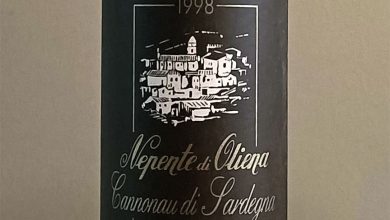 1998
Nepente di Oliena
Cannonau di Sardegna